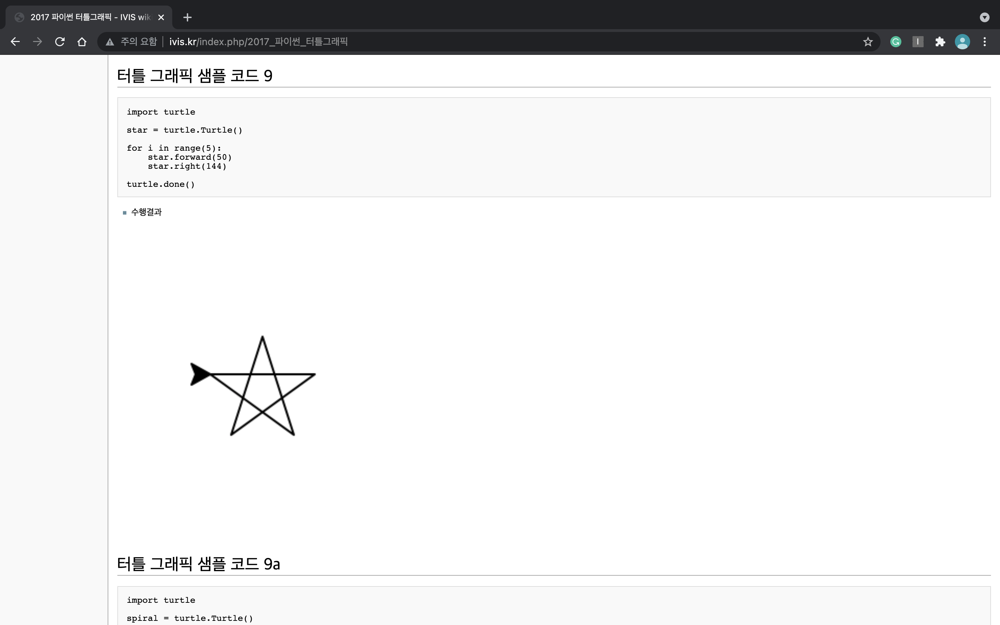 2017 파이썬 터틀그래픽 - IVIS wik
주의 요함 ivis.kr/index.php/2017_파이썬_터틀그래픽
터틀 그래픽 샘플 코드 9
import turtle
star = turtle.Turtle()
for i in range(5):
    star.forward(50)
    star.right(144)
turtle.done()
수행결과
터틀 그래픽 샘플 코드 9a
import turtle
spiral = turtle.Turtle()